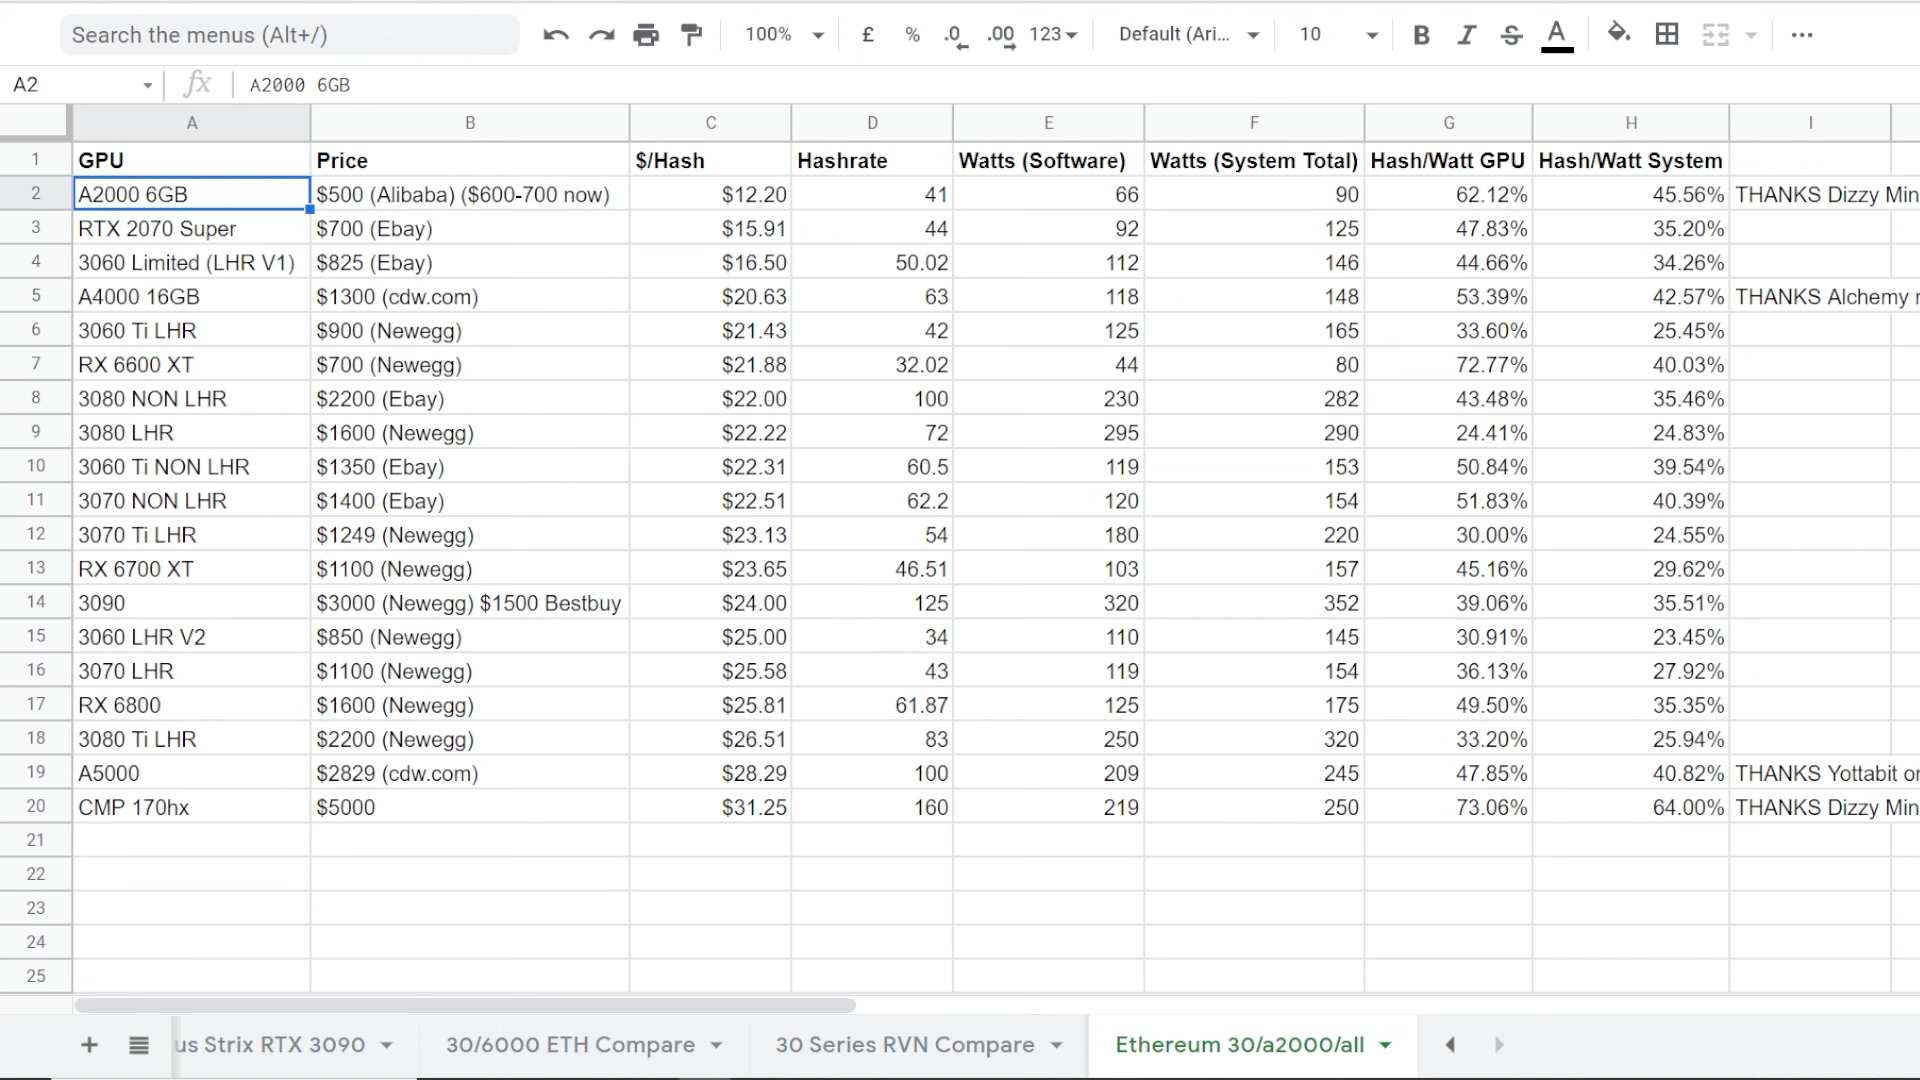 Search the menus (Alt+/) 100% £ % .0 .00 123 Default (Ari... 10 B I S A
A2 fx A2000 6GB
A B C D E F G H I
1 GPU Price $/Hash Hashrate Watts (Software) Watts (System Total) Hash/Watt GPU Hash/Watt System
2 A2000 6GB $500 (Alibaba) ($600-700 now) $12.20 41 66 90 62.12% 45.56% THANKS Dizzy Min
3 RTX 2070 Super $700 (Ebay) $15.91 44 92 125 47.83% 35.20%
4 3060 Limited (LHR V1) $825 (Ebay) $16.50 50.02 112 146 44.66% 34.26%
5 A4000 16GB $1300 (cdw.com) $20.63 63 118 148 53.39% 42.57% THANKS Alchemy
6 3060 Ti LHR $900 (Newegg) $21.43 42 125 165 33.60% 25.45%
7 RX 6600 XT $700 (Newegg) $21.88 32.02 44 80 72.77% 40.03%
8 3080 NON LHR $2200 (Ebay) $22.00 100 230 282 43.48% 35.46%
9 3080 LHR $1600 (Newegg) $22.22 72 295 290 24.41% 24.83%
10 3060 Ti NON LHR $1350 (Ebay) $22.31 60.5 119 153 50.84% 39.54%
11 3070 NON LHR $1400 (Ebay) $22.51 62.2 120 154 51.83% 40.39%
12 3070 Ti LHR $1249 (Newegg) $23.13 54 180 220 30.00% 24.55%
13 RX 6700 XT $1100 (Newegg) $23.65 46.51 103 157 45.16% 29.62%
14 3090 $3000 (Newegg) $1500 Bestbuy $24.00 125 320 352 39.06% 35.51%
15 3060 LHR V2 $850 (Newegg) $25.00 34 110 145 30.91% 23.45%
16 3070 LHR $1100 (Newegg) $25.58 43 119 154 36.13% 27.92%
17 RX 6800 $1600 (Newegg) $25.81 61.87 125 175 49.50% 35.35%
18 3080 Ti LHR $2200 (Newegg) $26.51 83 250 320 33.20% 25.94%
19 A5000 $2829 (cdw.com) $28.29 100 209 245 47.85% 40.82% THANKS Yottabit or
20 CMP 170hx $5000 $31.25 160 219 250 73.06% 64.00% THANKS Dizzy Min
21
22
23
24
25
us Strix RTX 3090 30/6000 ETH Compare 30 Series RVN Compare Ethereum 30/a2000/all